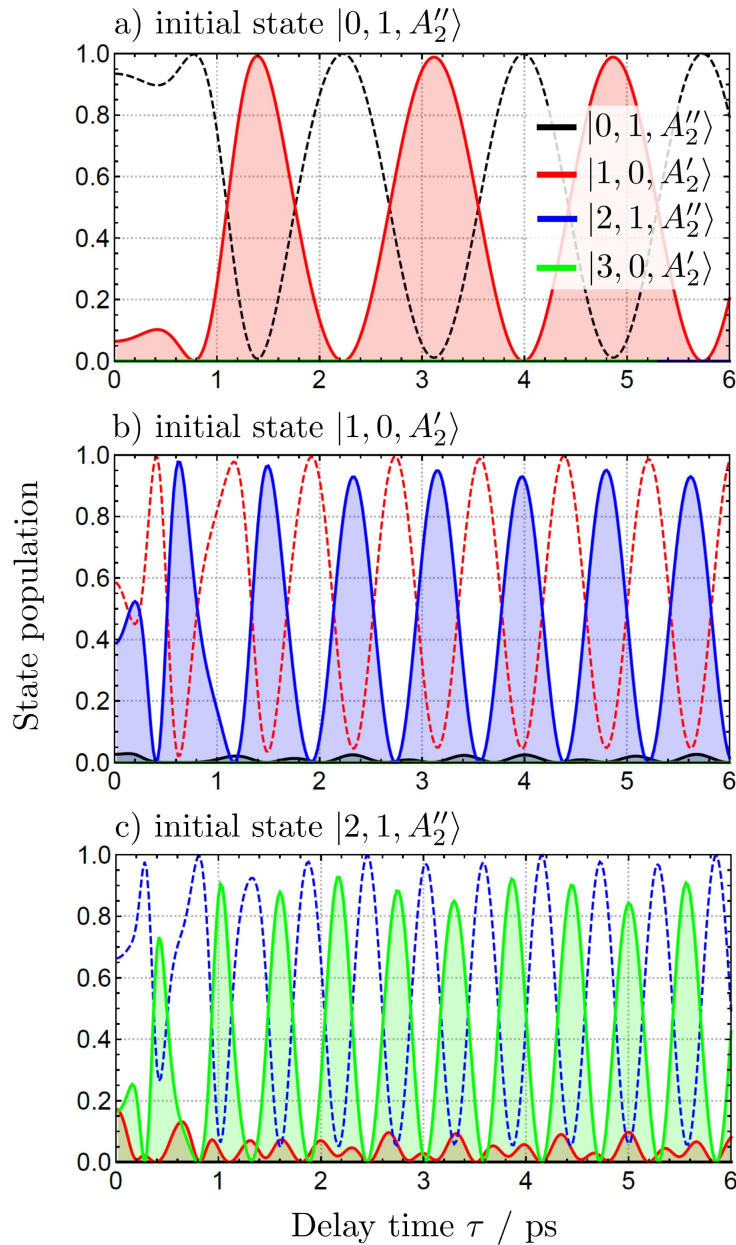 a) initial state |0, 1, A₂″⟩
1.0
0.8
0.6
0.4
0.2
0.0
|0, 1, A₂″⟩
|1, 0, A₂′⟩
|2, 1, A₂″⟩
|3, 0, A₂′⟩
0 1 2 3 4 5 6
b) initial state |1, 0, A₂′⟩
1.0
0.8
0.6
0.4
0.2
0.0
0 1 2 3 4 5 6
State population
c) initial state |2, 1, A₂″⟩
1.0
0.8
0.6
0.4
0.2
0.0
0 1 2 3 4 5 6
Delay time τ / ps